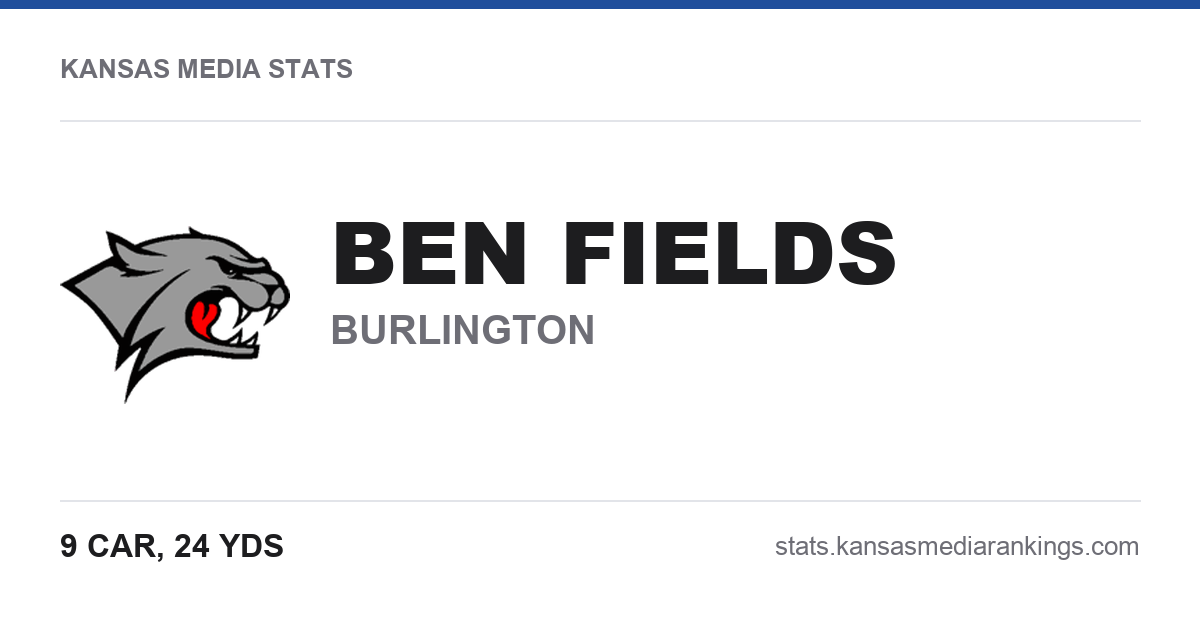 KANSAS MEDIA STATS
BEN FIELDS
BURLINGTON
9 CAR, 24 YDS
stats.kansasmediarankings.com